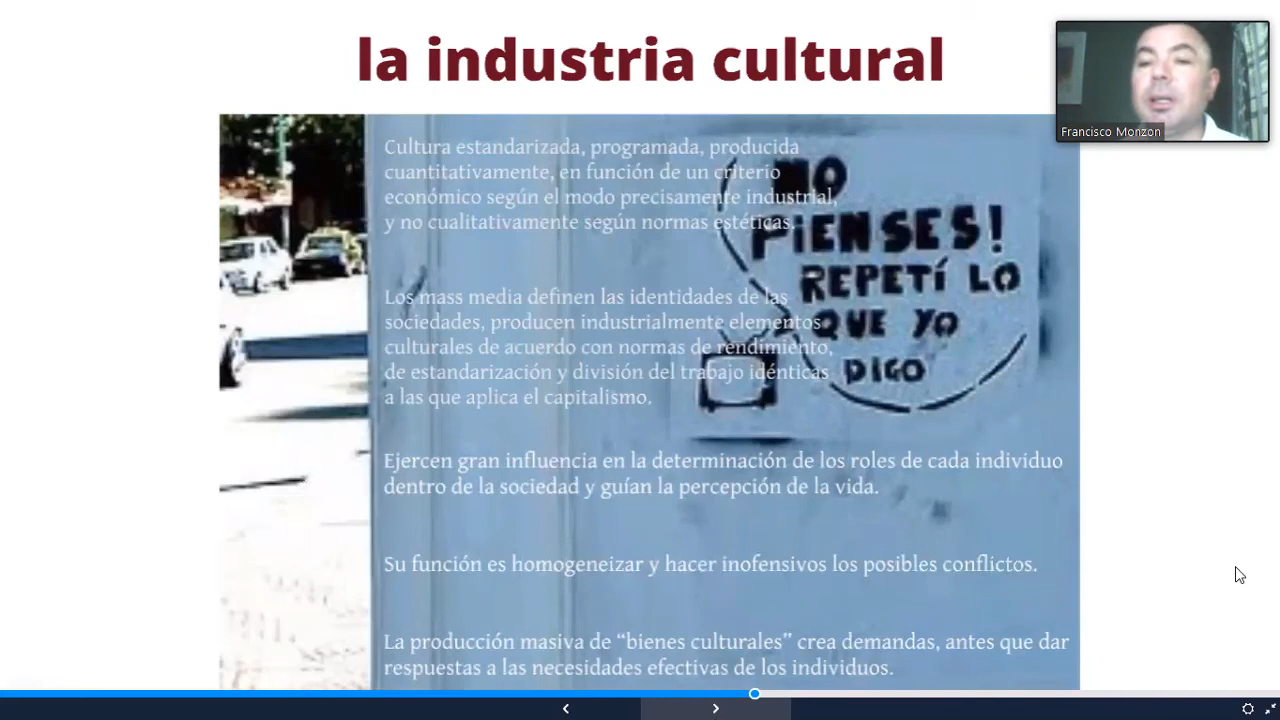 la industria cultural
Francisco Monzon
Cultura estandarizada, programada, producida
cuantitativamente, en función de un criterio
económico según el modo precisamente industrial,
y no cualitativamente según normas estéticas.
NO
PIENSES!
REPETÍ LO
QUE YO
DIGO
Los mass media definen las identidades de las
sociedades, producen industrialmente elementos
culturales de acuerdo con normas de rendimiento,
de estandarización y división del trabajo idénticas
a las que aplica el capitalismo.
Ejercen gran influencia en la determinación de los roles de cada individuo
dentro de la sociedad y guían la percepción de la vida.
Su función es homogeneizar y hacer inofensivos los posibles conflictos.
La producción masiva de “bienes culturales” crea demandas, antes que dar
respuestas a las necesidades efectivas de los individuos.